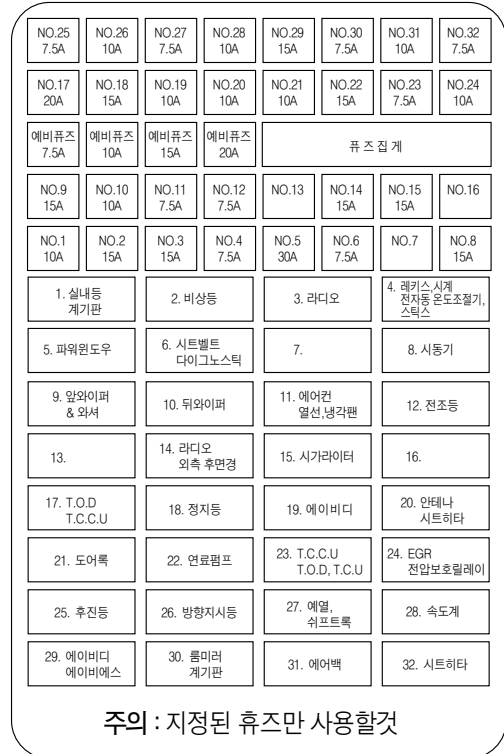 NO.25 NO.26 NO.27 NO.28 NO.29 NO.30 NO.31 NO.32
7.5A 10A 7.5A 10A 15A 7.5A 10A 7.5A
NO.17 NO.18 NO.19 NO.20 NO.21 NO.22 NO.23 NO.24
20A 15A 10A 10A 10A 15A 7.5A 10A
예비퓨즈 예비퓨즈 예비퓨즈 예비퓨즈 퓨즈집게
7.5A 10A 15A 20A
NO.9 NO.10 NO.11 NO.12 NO.13 NO.14 NO.15 NO.16
15A 10A 7.5A 7.5A 15A 15A
NO.1 NO.2 NO.3 NO.4 NO.5 NO.6 NO.7 NO.8
10A 15A 15A 7.5A 30A 7.5A 15A
1. 실내등
계기판
2. 비상등
3. 라디오
4. 레키스,시계
전자동 온도조절기,
스틱스
5. 파워윈도우
6. 시트벨트
다이그노스틱
7.
8. 시동기
9. 앞와이퍼
& 와셔
10. 뒤와이퍼
11. 에어컨
열선,냉각팬
12. 전조등
13.
14. 라디오
외측 후면경
15. 시가라이터
16.
17. T.O.D
T.C.C.U
18. 정지등
19. 에이비디
20. 안테나
시트히타
21. 도어록
22. 연료펌프
23. T.C.C.U
T.O.D, T.C.U
24. EGR
전압보호릴레이
25. 후진등
26. 방향지시등
27. 예열,
쉬프트록
28. 속도계
29. 에이비디
에이비에스
30. 룸미러
계기판
31. 에어백
32. 시트히타
주의 : 지정된 휴즈만 사용할것